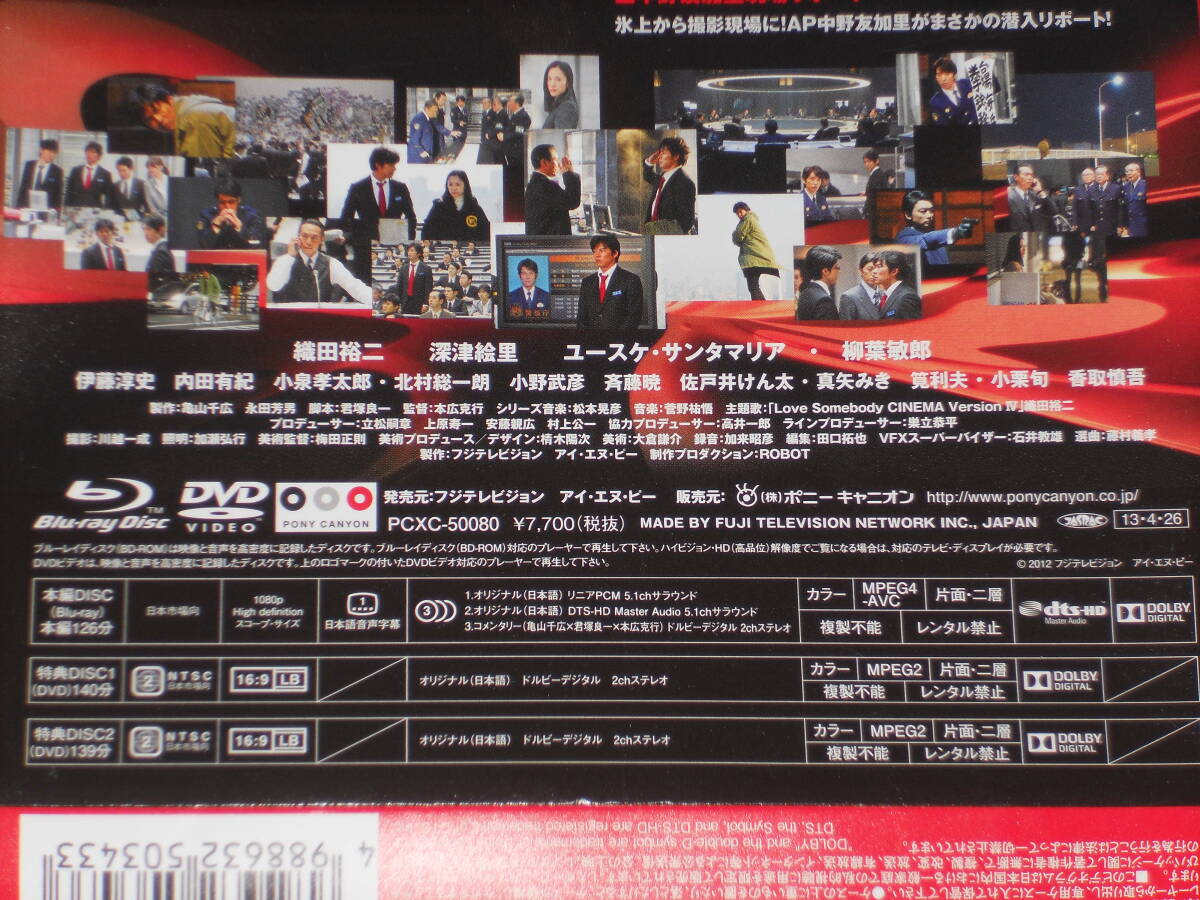 氷上から撮影現場に!AP中野友加里がまさかの潜入リポート!
織田裕二 深津絵里 ユースケ・サンタマリア ・ 柳葉敏郎
伊藤淳史 内田有紀 小泉孝太郎・北村総一朗 小野武彦 斉藤暁 佐戸井けん太・真矢みき 筧利夫・小栗旬 香取慎吾
製作:亀山千広 永田芳男 脚本:君塚良一 監督:本広克行 シリーズ音楽:松本晃彦 音楽:菅野祐悟 主題歌:「Love Somebody CINEMA Version Ⅳ」織田裕二
プロデューサー:立松嗣章 上原寿一 安藤親広 村上公一 協力プロデューサー:高井一郎 ラインプロデューサー:巣立恭平
撮影:川越一成 照明:加瀬弘行 美術監督:梅田正則 美術プロデュース/デザイン:棈木陽次 美術:大倉謙介 録音:加来昭彦 編集:田口拓也 VFXスーパーバイザー:石井教雄 選曲:藤村義孝
製作:フジテレビジョン アイ・エヌ・ピー 制作プロダクション:ROBOT
Blu-ray Disc TM DVD VIDEO PONY CANYON 発売元:フジテレビジョン アイ・エヌ・ピー 販売元: (株)ポニーキャニオン http://www.ponycanyon.co.jp/
PCXC-50080 ¥7,700(税抜) MADE BY FUJI TELEVISION NETWORK INC., JAPAN JASRAC 13・4・26
ブルーレイディスク(BD-ROM)は映像と音声を高密度に記録したディスクです。ブルーレイディスク(BD-ROM)対応のプレーヤーで再生して下さい。ハイビジョン・HD(高品位)解像度でご覧になる場合は、対応のテレビ・ディスプレイが必要です。
DVDビデオは、映像と音声を高密度に記録したディスクです。上のロゴマークの付いたDVDビデオ対応のプレーヤーで再生して下さい。 © 2012 フジテレビジョン アイ・エヌ・ピー
本編DISC (Blu-ray) 本編126分 日本市場向 1080p High definition スコープ・サイズ 1 日本語音声字幕 3
1.オリジナル(日本語) リニアPCM 5.1chサラウンド
2.オリジナル(日本語) DTS-HD Master Audio 5.1chサラウンド
3.コメンタリー(亀山千広×君塚良一×本広克行) ドルビーデジタル 2chステレオ
カラー MPEG4-AVC 片面・二層 複製不能 レンタル禁止 dts-HD Master Audio DOLBY DIGITAL
特典DISC1 (DVD)140分 2 NTSC 日本市場向 16:9 LB オリジナル(日本語) ドルビーデジタル 2chステレオ カラー MPEG2 片面・二層 複製不能 レンタル禁止 DOLBY DIGITAL
特典DISC2 (DVD)139分 2 NTSC 日本市場向 16:9 LB オリジナル(日本語) ドルビーデジタル 2chステレオ カラー MPEG2 片面・二層 複製不能 レンタル禁止 DOLBY DIGITAL
4 988632 503433